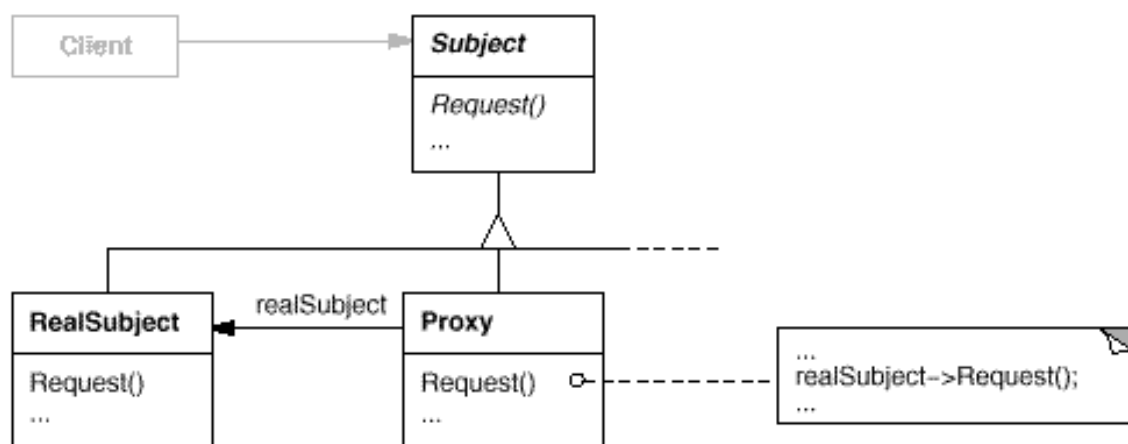 Client
Subject
Request()
...
realSubject
RealSubject
Request()
...
Proxy
Request()
...
...
realSubject−>Request();
...